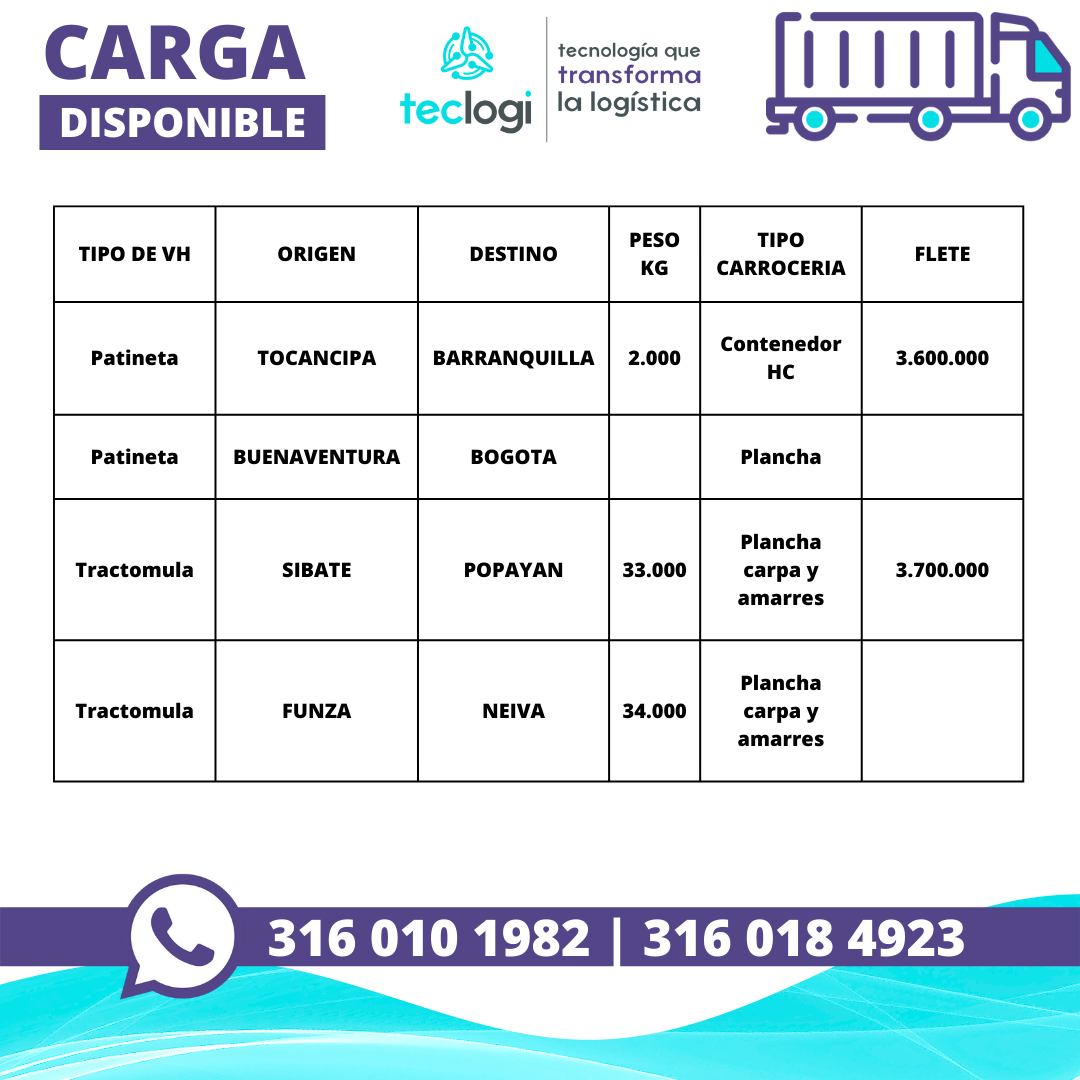 CARGA
DISPONIBLE
teclogi
tecnología que
transforma
la logística
TIPO DE VH ORIGEN DESTINO PESO KG TIPO CARROCERIA FLETE
Patineta TOCANCIPA BARRANQUILLA 2.000 Contenedor HC 3.600.000
Patineta BUENAVENTURA BOGOTA Plancha
Tractomula SIBATE POPAYAN 33.000 Plancha carpa y amarres 3.700.000
Tractomula FUNZA NEIVA 34.000 Plancha carpa y amarres
316 010 1982 | 316 018 4923